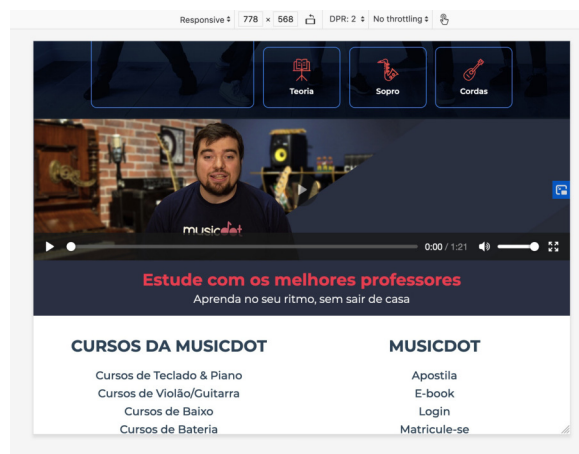 Responsive 778 × 568 DPR: 2 No throttling
Teoria Sopro Cordas
musicdot
0:00 / 1:21
Estude com os melhores professores
Aprenda no seu ritmo, sem sair de casa
CURSOS DA MUSICDOT
Cursos de Teclado & Piano
Cursos de Violão/Guitarra
Cursos de Baixo
Cursos de Bateria
MUSICDOT
Apostila
E-book
Login
Matricule-se